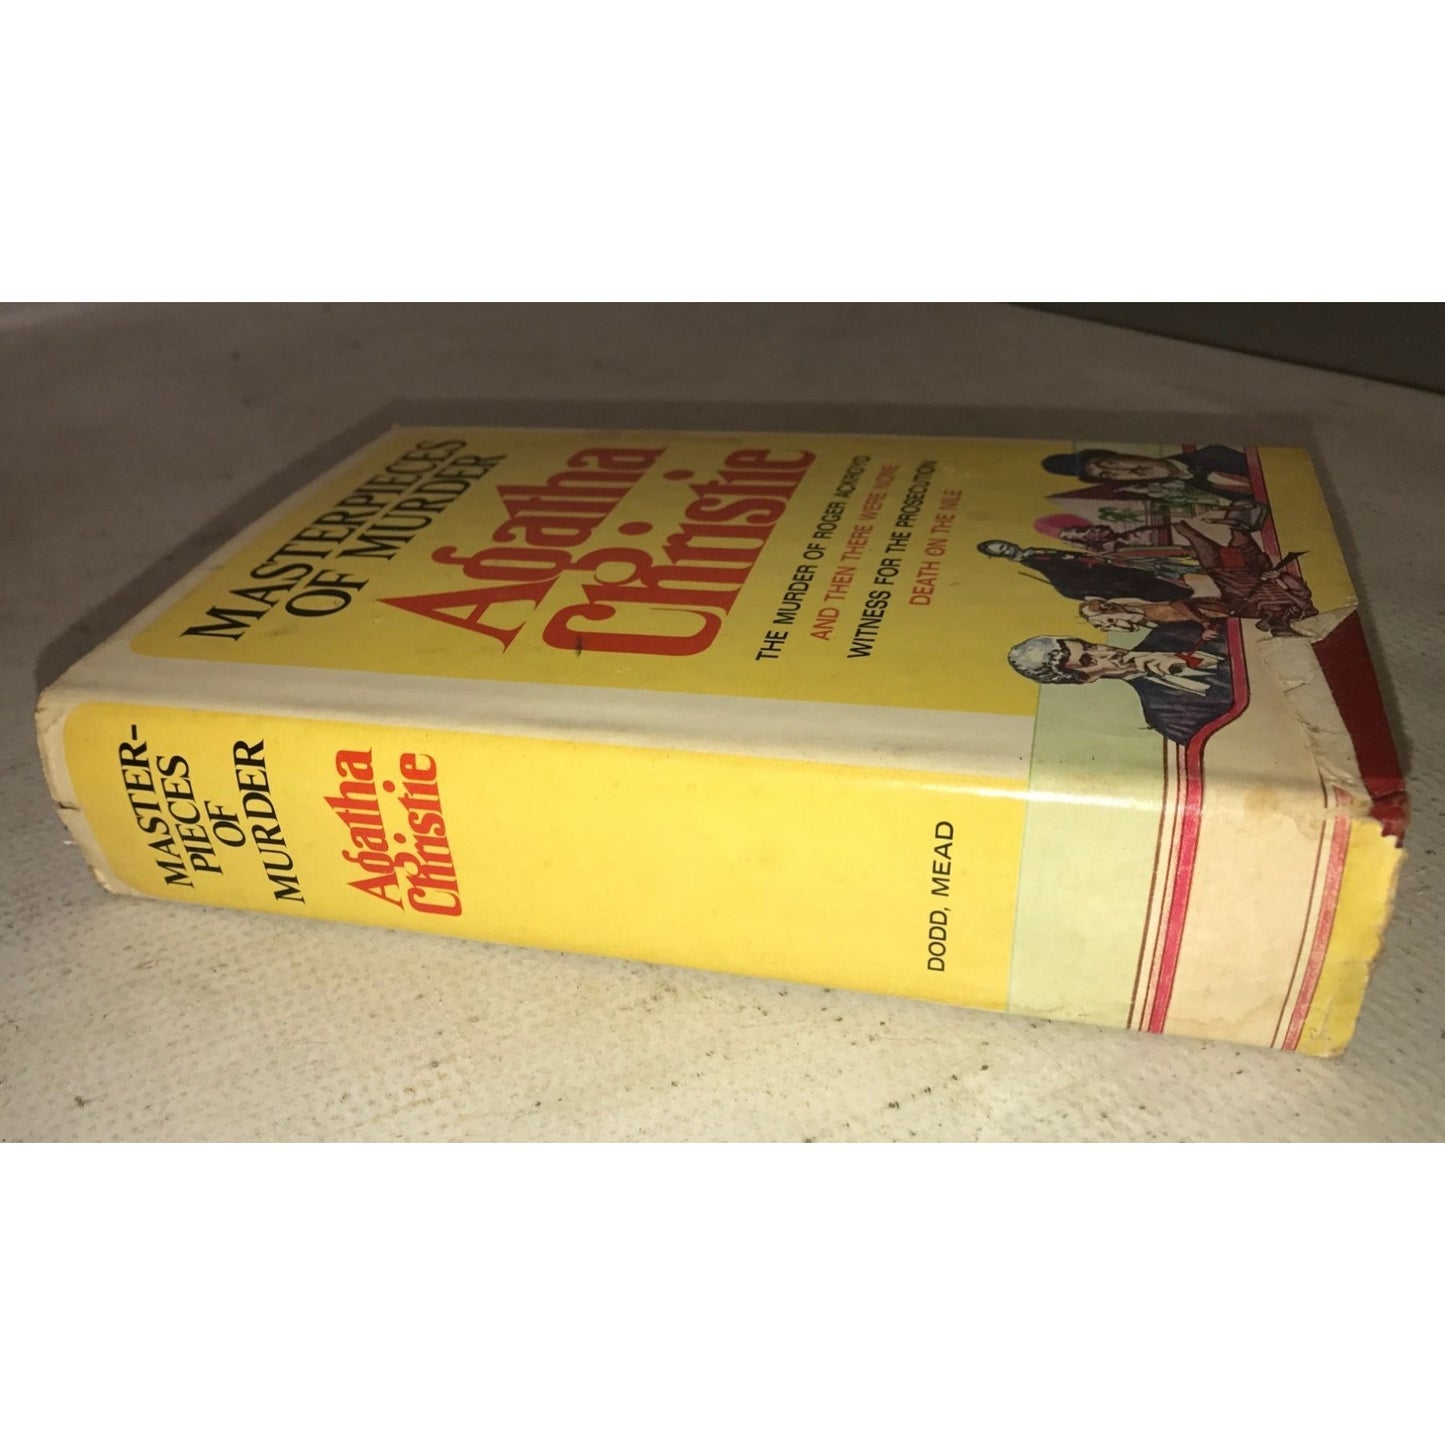 MASTERPIECES
OF MURDER
Agatha
Christie
THE MURDER OF ROGER ACKROYD
AND THEN THERE WERE NONE
WITNESS FOR THE PROSECUTION
DEATH ON THE NILE
MASTER-
PIECES
OF
MURDER
Agatha
Christie
DODD, MEAD